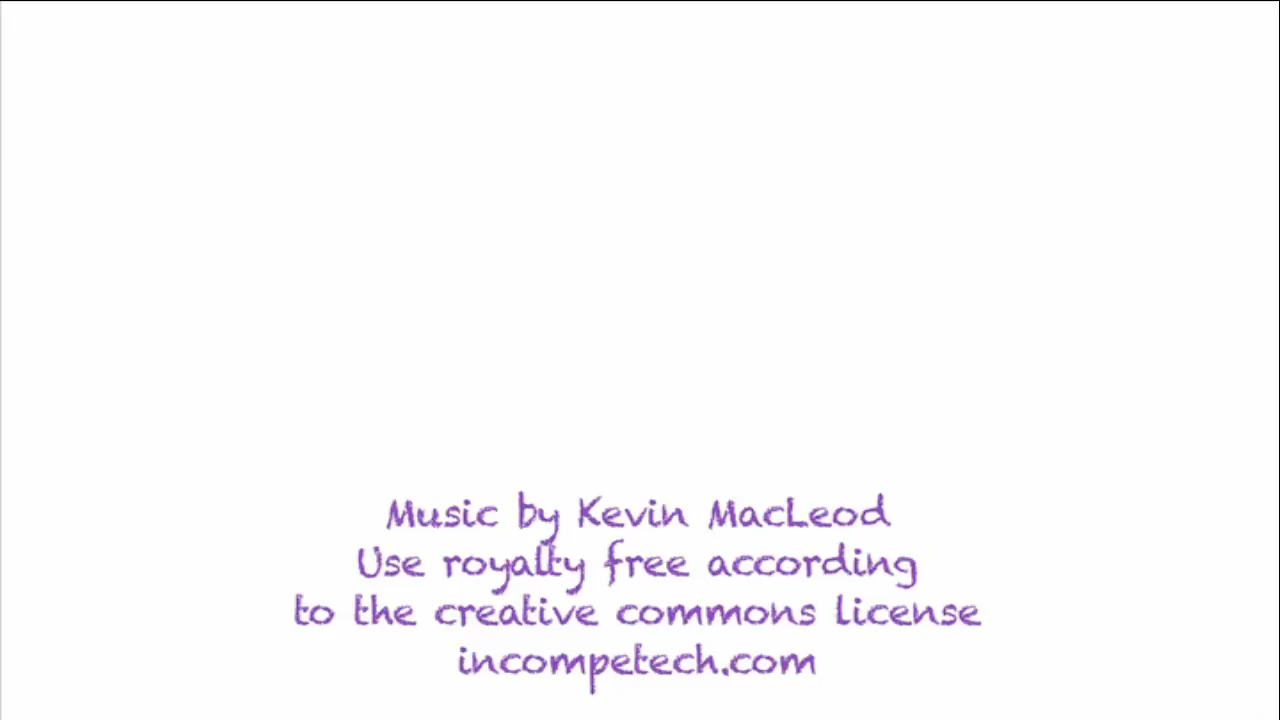 Music by Kevin MacLeod
Use royalty free according
to the creative commons license
incompetech.com